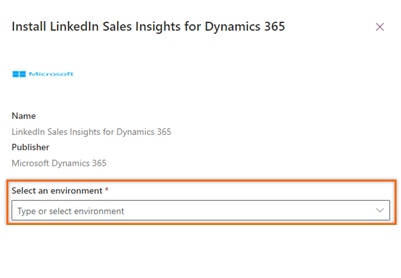 Install LinkedIn Sales Insights for Dynamics 365
Microsoft
Name
LinkedIn Sales Insights for Dynamics 365
Publisher
Microsoft Dynamics 365
Select an environment *
Type or select environment